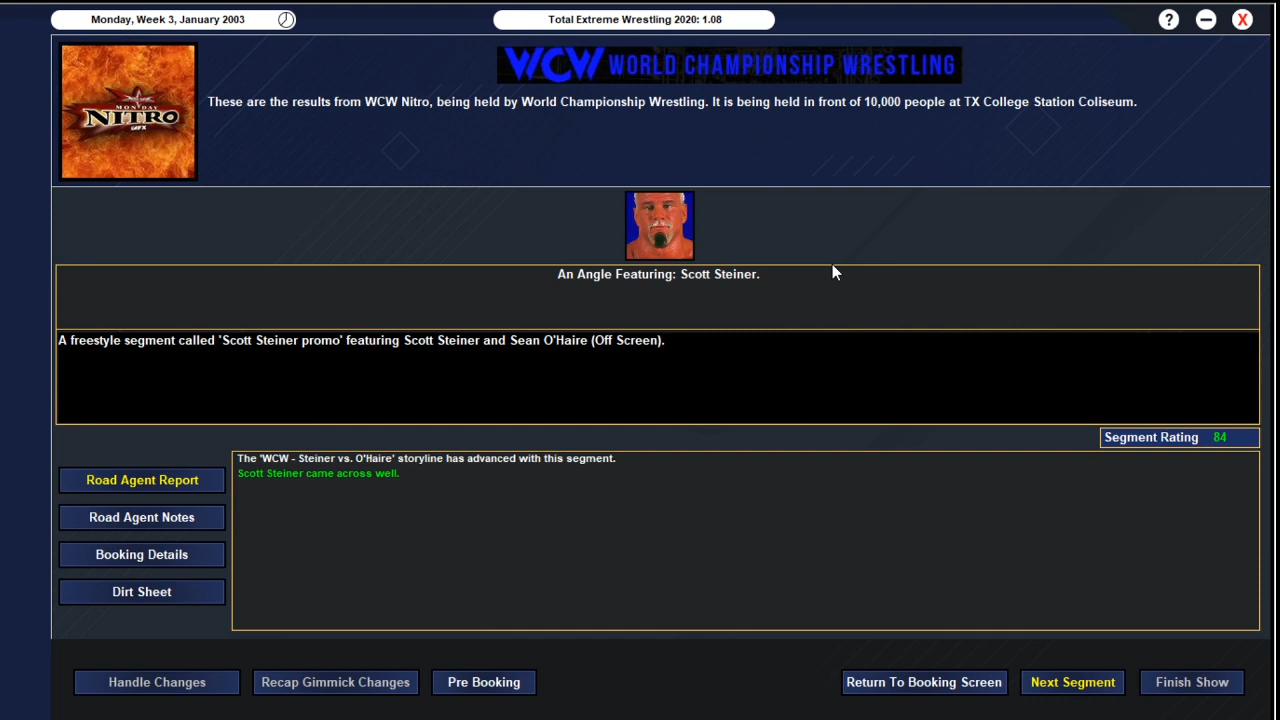 Monday, Week 3, January 2003
Total Extreme Wrestling 2020: 1.08
? – X
WCW WORLD CHAMPIONSHIP WRESTLING
MONDAY
NITRO
These are the results from WCW Nitro, being held by World Championship Wrestling. It is being held in front of 10,000 people at TX College Station Coliseum.
An Angle Featuring: Scott Steiner.
A freestyle segment called 'Scott Steiner promo' featuring Scott Steiner and Sean O'Haire (Off Screen).
Segment Rating 84
The 'WCW - Steiner vs. O'Haire' storyline has advanced with this segment.
Scott Steiner came across well.
Road Agent Report
Road Agent Notes
Booking Details
Dirt Sheet
Handle Changes
Recap Gimmick Changes
Pre Booking
Return To Booking Screen
Next Segment
Finish Show